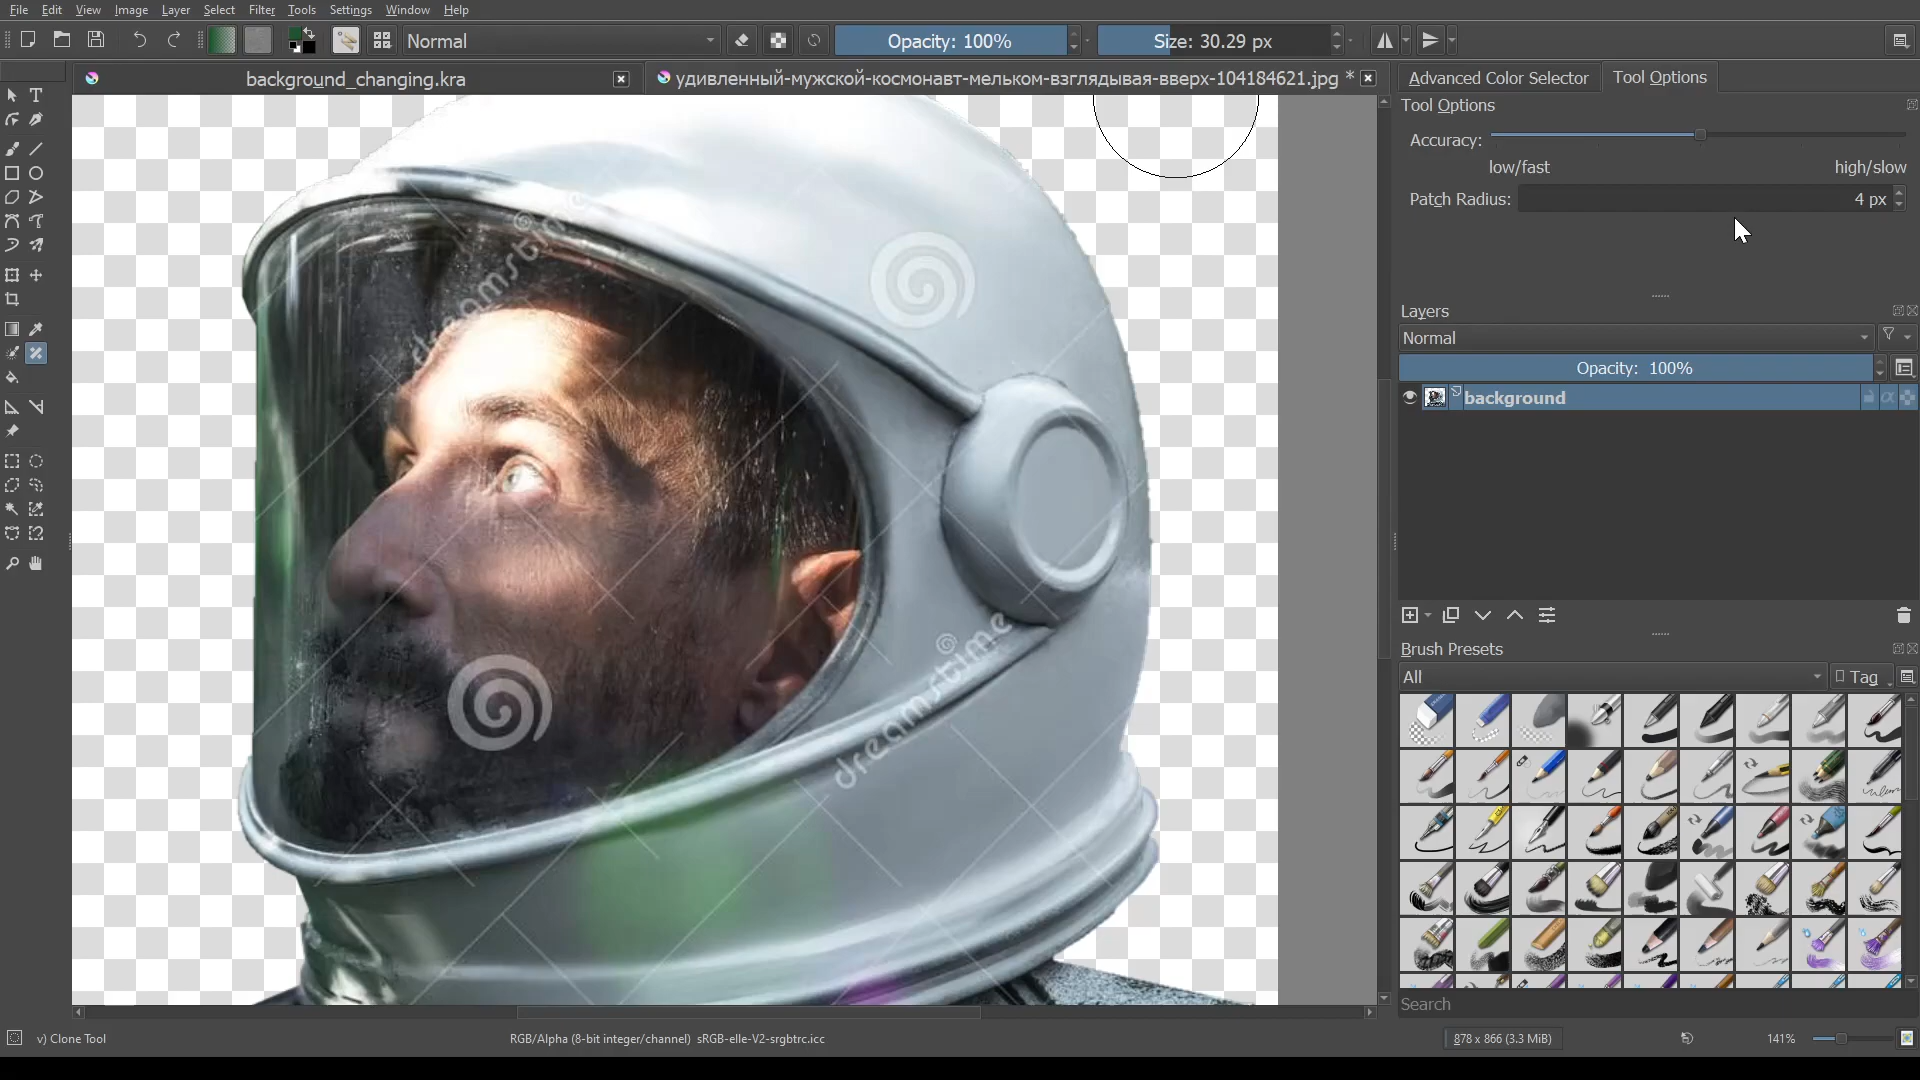 File Edit View Image Layer Select Filter Tools Settings Window Help
Normal
Opacity: 100%
Size: 30.29 px
background_changing.kra
удивленный-мужской-космонавт-мельком-взглядывая-вверх-104184621.jpg *
Advanced Color Selector
Tool Options
Tool Options
Accuracy:
low/fast
high/slow
Patch Radius:
4 px
dreamstime
Layers
Normal
Opacity: 100%
background
dreamstime
Brush Presets
All
Tag
Search
v) Clone Tool
RGB/Alpha (8-bit integer/channel) sRGB-elle-V2-srgbtrc.icc
878 x 866 (3.3 MiB)
141%